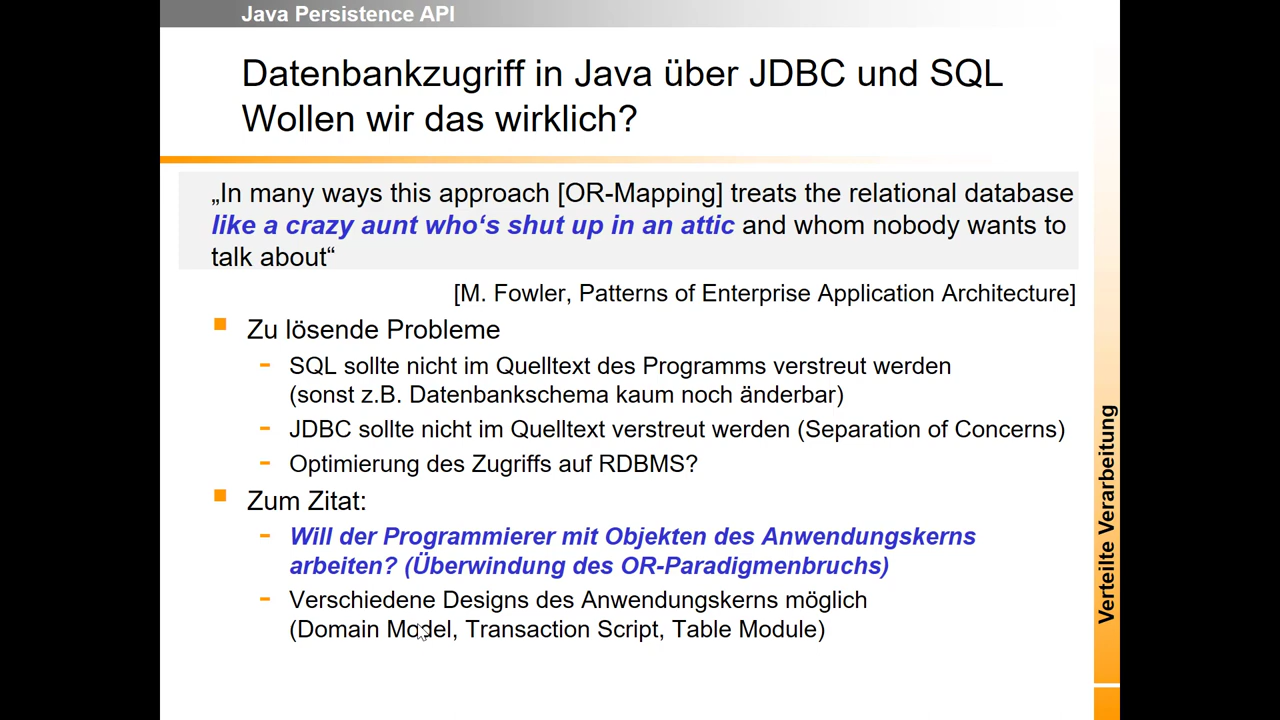 Java Persistence API
Datenbankzugriff in Java über JDBC und SQL
Wollen wir das wirklich?
„In many ways this approach [OR-Mapping] treats the relational database
like a crazy aunt who‘s shut up in an attic and whom nobody wants to
talk about“
[M. Fowler, Patterns of Enterprise Application Architecture]
Zu lösende Probleme
- SQL sollte nicht im Quelltext des Programms verstreut werden
(sonst z.B. Datenbankschema kaum noch änderbar)
- JDBC sollte nicht im Quelltext verstreut werden (Separation of Concerns)
- Optimierung des Zugriffs auf RDBMS?
Zum Zitat:
- Will der Programmierer mit Objekten des Anwendungskerns
arbeiten? (Überwindung des OR-Paradigmenbruchs)
- Verschiedene Designs des Anwendungskerns möglich
(Domain Model, Transaction Script, Table Module)
Verteilte Verarbeitung